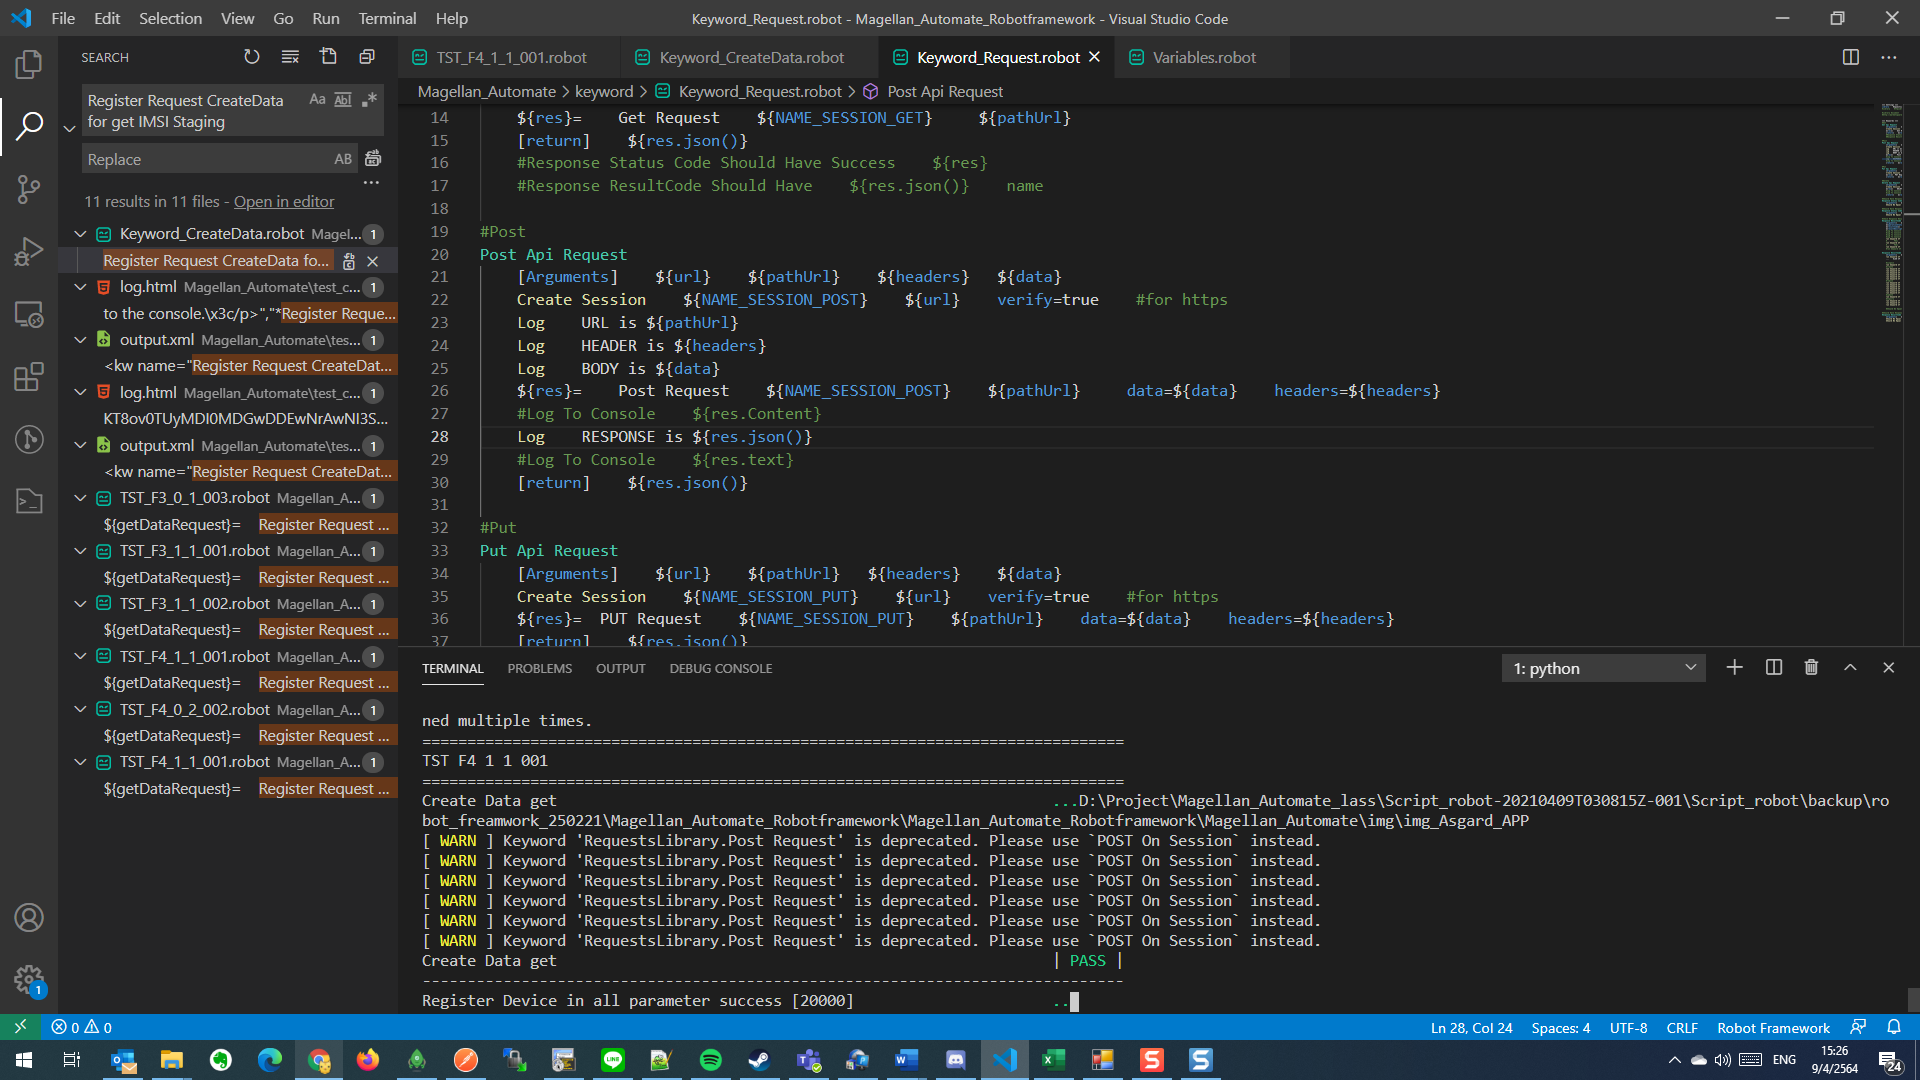 File Edit Selection View Go Run Terminal Help
Keyword_Request.robot - Magellan_Automate_Robotframework - Visual Studio Code
SEARCH
Register Request CreateData
for get IMSI Staging
Aa Abl .*
Replace
AB
...
11 results in 11 files - Open in editor
Keyword_CreateData.robot Magel... 1
Register Request CreateData fo...
log.html Magellan_Automate\test_c... 1
to the console.\x3c/p>","*Register Reque...
output.xml Magellan_Automate\tes... 1
<kw name="Register Request CreateDat...
log.html Magellan_Automate\test_c... 1
KT8ov0TUyMDI0MDGwDDEwNrAwNI3S...
output.xml Magellan_Automate\tes... 1
<kw name="Register Request CreateDat...
TST_F3_0_1_003.robot Magellan_A... 1
${getDataRequest}= Register Request ...
TST_F3_1_1_001.robot Magellan_A... 1
${getDataRequest}= Register Request ...
TST_F3_1_1_002.robot Magellan_A... 1
${getDataRequest}= Register Request ...
TST_F4_1_1_001.robot Magellan_A... 1
${getDataRequest}= Register Request ...
TST_F4_0_2_002.robot Magellan_A... 1
${getDataRequest}= Register Request ...
TST_F4_1_1_001.robot Magellan_A... 1
${getDataRequest}= Register Request ...
1
TST_F4_1_1_001.robot Keyword_CreateData.robot Keyword_Request.robot Variables.robot
Magellan_Automate > keyword > Keyword_Request.robot > Post Api Request
14 ${res}= Get Request ${NAME_SESSION_GET} ${pathUrl}
15 [return] ${res.json()}
16 #Response Status Code Should Have Success ${res}
17 #Response ResultCode Should Have ${res.json()} name
18
19 #Post
20 Post Api Request
21 [Arguments] ${url} ${pathUrl} ${headers} ${data}
22 Create Session ${NAME_SESSION_POST} ${url} verify=true #for https
23 Log URL is ${pathUrl}
24 Log HEADER is ${headers}
25 Log BODY is ${data}
26 ${res}= Post Request ${NAME_SESSION_POST} ${pathUrl} data=${data} headers=${headers}
27 #Log To Console ${res.Content}
28 Log RESPONSE is ${res.json()}
29 #Log To Console ${res.text}
30 [return] ${res.json()}
31
32 #Put
33 Put Api Request
34 [Arguments] ${url} ${pathUrl} ${headers} ${data}
35 Create Session ${NAME_SESSION_PUT} ${url} verify=true #for https
36 ${res}= PUT Request ${NAME_SESSION_PUT} ${pathUrl} data=${data} headers=${headers}
37 [return] ${res.json()}
TERMINAL PROBLEMS OUTPUT DEBUG CONSOLE
1: python
ned multiple times.
==============================================================================
TST F4 1 1 001
==============================================================================
Create Data get ...D:\Project\Magellan_Automate_lass\Script_robot-20210409T030815Z-001\Script_robot\backup\ro
bot_freamwork_250221\Magellan_Automate_Robotframework\Magellan_Automate_Robotframework\Magellan_Automate\img\img_Asgard_APP
[ WARN ] Keyword 'RequestsLibrary.Post Request' is deprecated. Please use `POST On Session` instead.
[ WARN ] Keyword 'RequestsLibrary.Post Request' is deprecated. Please use `POST On Session` instead.
[ WARN ] Keyword 'RequestsLibrary.Post Request' is deprecated. Please use `POST On Session` instead.
[ WARN ] Keyword 'RequestsLibrary.Post Request' is deprecated. Please use `POST On Session` instead.
[ WARN ] Keyword 'RequestsLibrary.Post Request' is deprecated. Please use `POST On Session` instead.
[ WARN ] Keyword 'RequestsLibrary.Post Request' is deprecated. Please use `POST On Session` instead.
Create Data get | PASS |
------------------------------------------------------------------------------
Register Device in all parameter success [20000] ..
0 0
Ln 28, Col 24 Spaces: 4 UTF-8 CRLF Robot Framework
ENG
15:26
9/4/2564
24